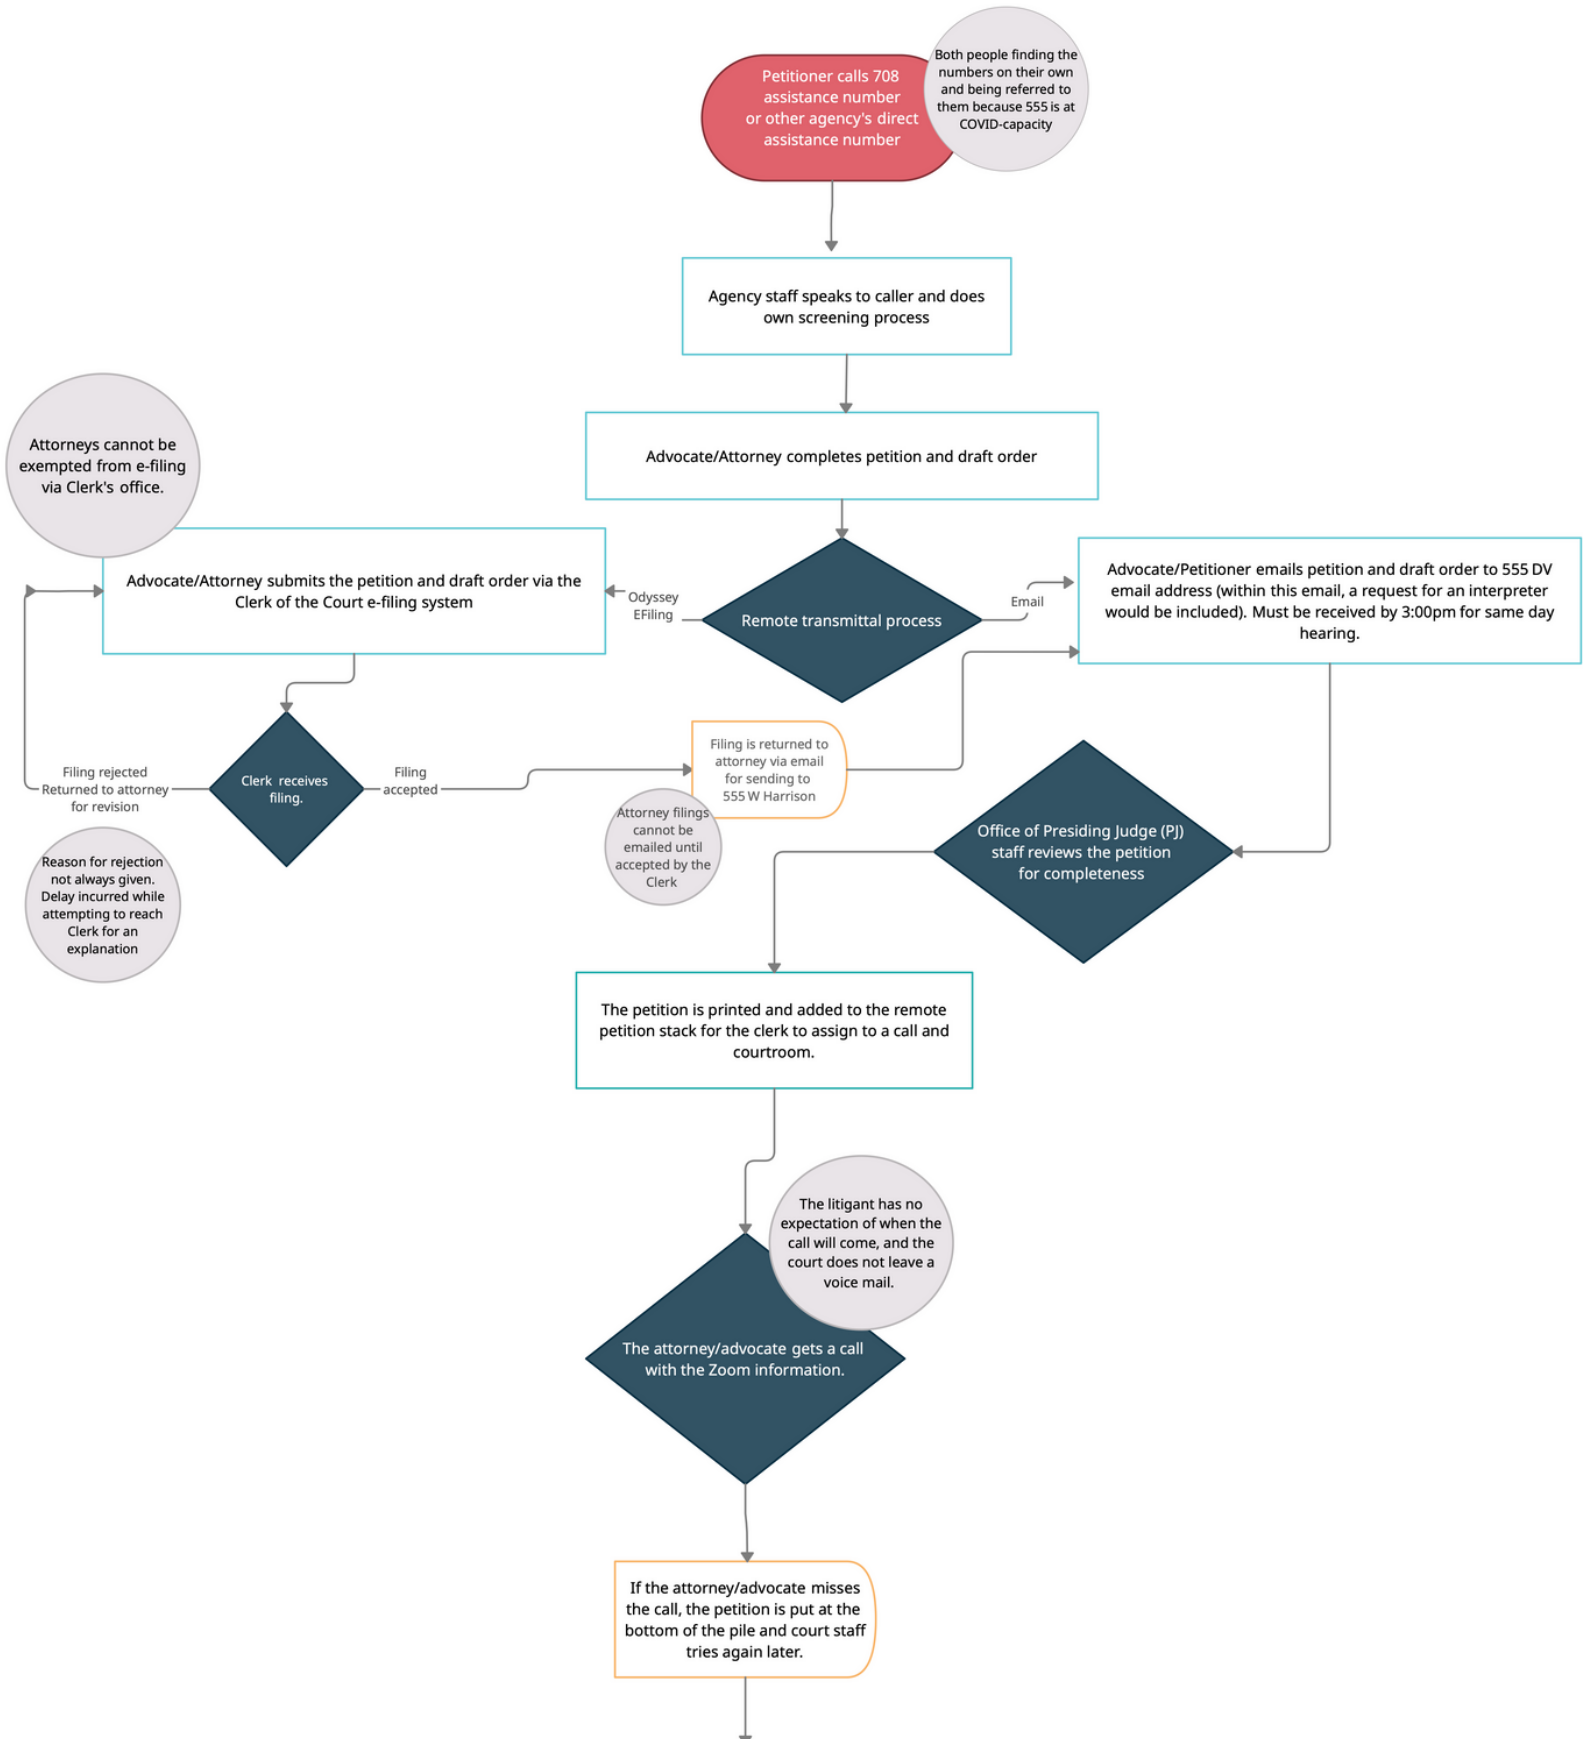 Petitioner calls 708
assistance number
or other agency's direct
assistance number
Both people finding the
numbers on their own
and being referred to
them because 555 is at
COVID-capacity
Agency staff speaks to caller and does
own screening process
Advocate/Attorney completes petition and draft order
Attorneys cannot be
exempted from e-filing
via Clerk's office.
Advocate/Attorney submits the petition and draft order via the
Clerk of the Court e-filing system
Odyssey
EFiling
Remote transmittal process
Email
Advocate/Petitioner emails petition and draft order to 555 DV
email address (within this email, a request for an interpreter
would be included). Must be received by 3:00pm for same day
hearing.
Filing rejected
Returned to attorney
for revision
Clerk receives
filing.
Filing
accepted
Filing is returned to
attorney via email
for sending to
555 W Harrison
Attorney filings
cannot be
emailed until
accepted by the
Clerk
Reason for rejection
not always given.
Delay incurred while
attempting to reach
Clerk for an
explanation
Office of Presiding Judge (PJ)
staff reviews the petition
for completeness
The petition is printed and added to the remote
petition stack for the clerk to assign to a call and
courtroom.
The litigant has no
expectation of when the
call will come, and the
court does not leave a
voice mail.
The attorney/advocate gets a call
with the Zoom information.
If the attorney/advocate misses
the call, the petition is put at the
bottom of the pile and court staff
tries again later.